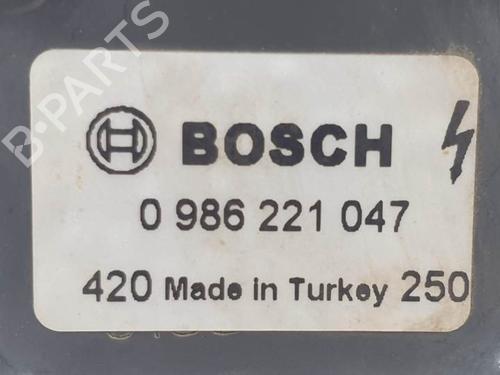 B-PARTS
BOSCH
0 986 221 047
420 Made in Turkey 250